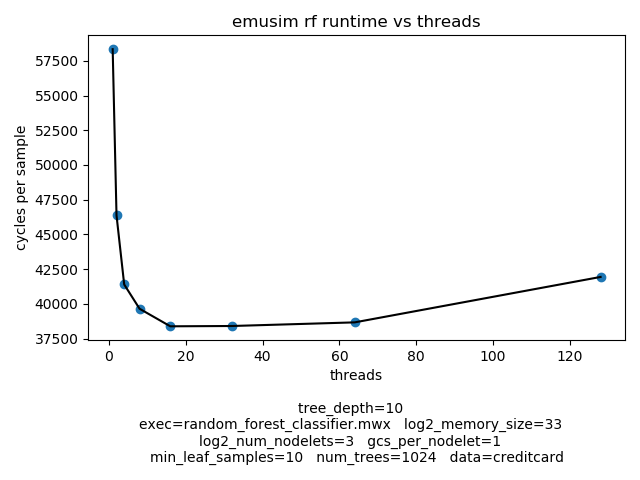 emusim rf runtime vs threads
57500
55000
52500
50000
47500
45000
42500
40000
37500
cycles per sample
0 20 40 60 80 100 120
threads
tree_depth=10
exec=random_forest_classifier.mwx log2_memory_size=33
log2_num_nodelets=3 gcs_per_nodelet=1
min_leaf_samples=10 num_trees=1024 data=creditcard